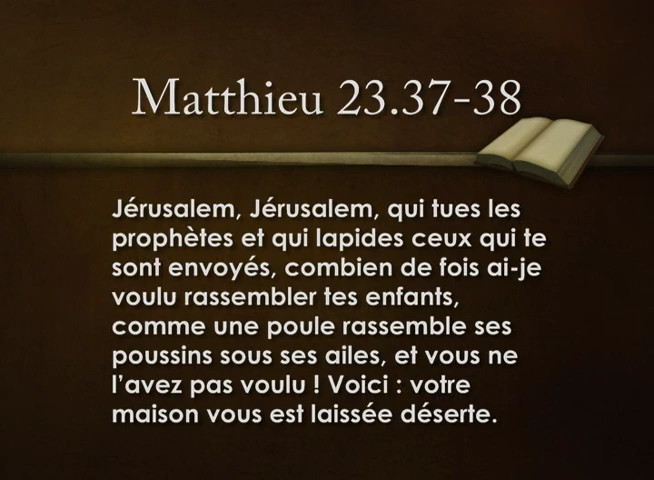 Matthieu 23.37-38
Jérusalem, Jérusalem, qui tues les
prophètes et qui lapides ceux qui te
sont envoyés, combien de fois ai-je
voulu rassembler tes enfants,
comme une poule rassemble ses
poussins sous ses ailes, et vous ne
l’avez pas voulu ! Voici : votre
maison vous est laissée déserte.